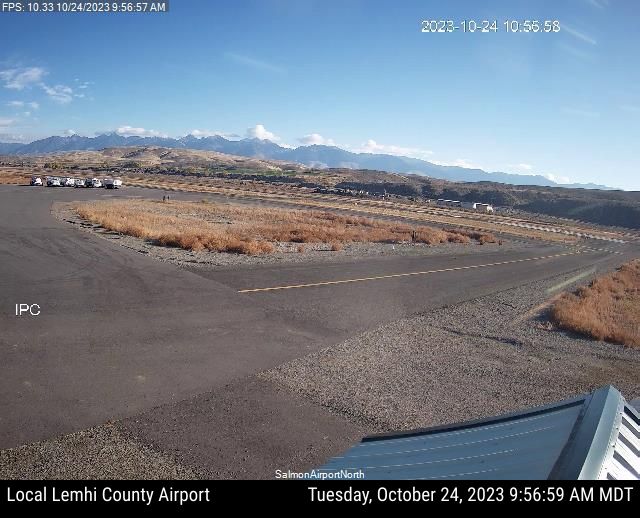 FPS: 10.33 10/24/2023 9:56:57 AM
2023-10-24 10:56:58
IPC
SalmonAirportNorth
Local Lemhi County Airport
Tuesday, October 24, 2023 9:56:59 AM MDT